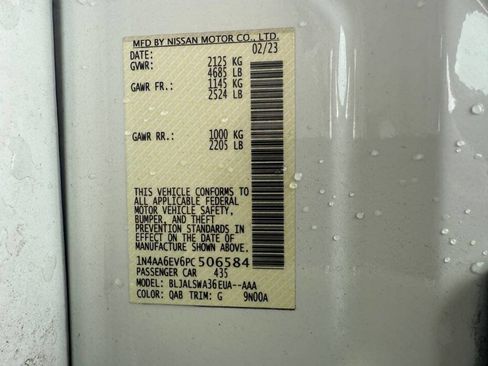 MFD BY NISSAN MOTOR CO., LTD.
DATE: 02/23
GVWR: 2125 KG
4685 LB
GAWR FR.: 1145 KG
2524 LB
GAWR RR.: 1000 KG
2205 LB
THIS VEHICLE CONFORMS TO
ALL APPLICABLE FEDERAL
MOTOR VEHICLE SAFETY,
BUMPER, AND THEFT
PREVENTION STANDARDS IN
EFFECT ON THE DATE OF
MANUFACTURE SHOWN ABOVE.
1N4AA6EV6PC506584
PASSENGER CAR 435
MODEL: BLJALSWA36EUA--AAA
COLOR: QAB TRIM: G 9N00A